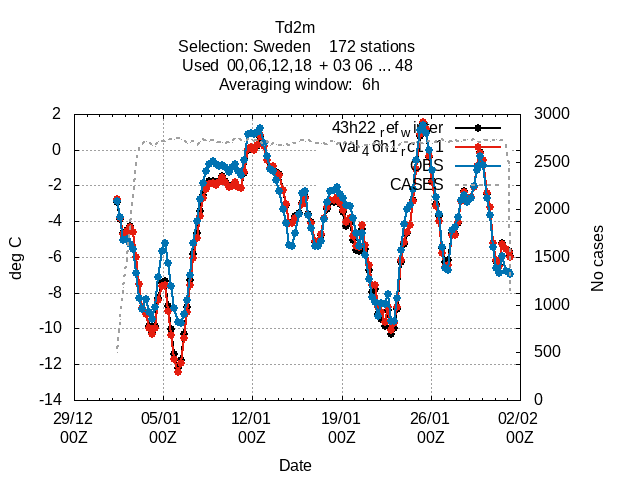 Td2m
Selection: Sweden 172 stations
Used 00,06,12,18 + 03 06 ... 48
Averaging window: 6h
2 3000
43h22
0 2500
OBS
-2 CASES
2000
-4
-6 1500
-8
1000
-10
-12 500
-14 0
deg C
No cases
29/12 05/01 12/01 19/01 26/01 02/02
00Z 00Z 00Z 00Z 00Z 00Z
Date